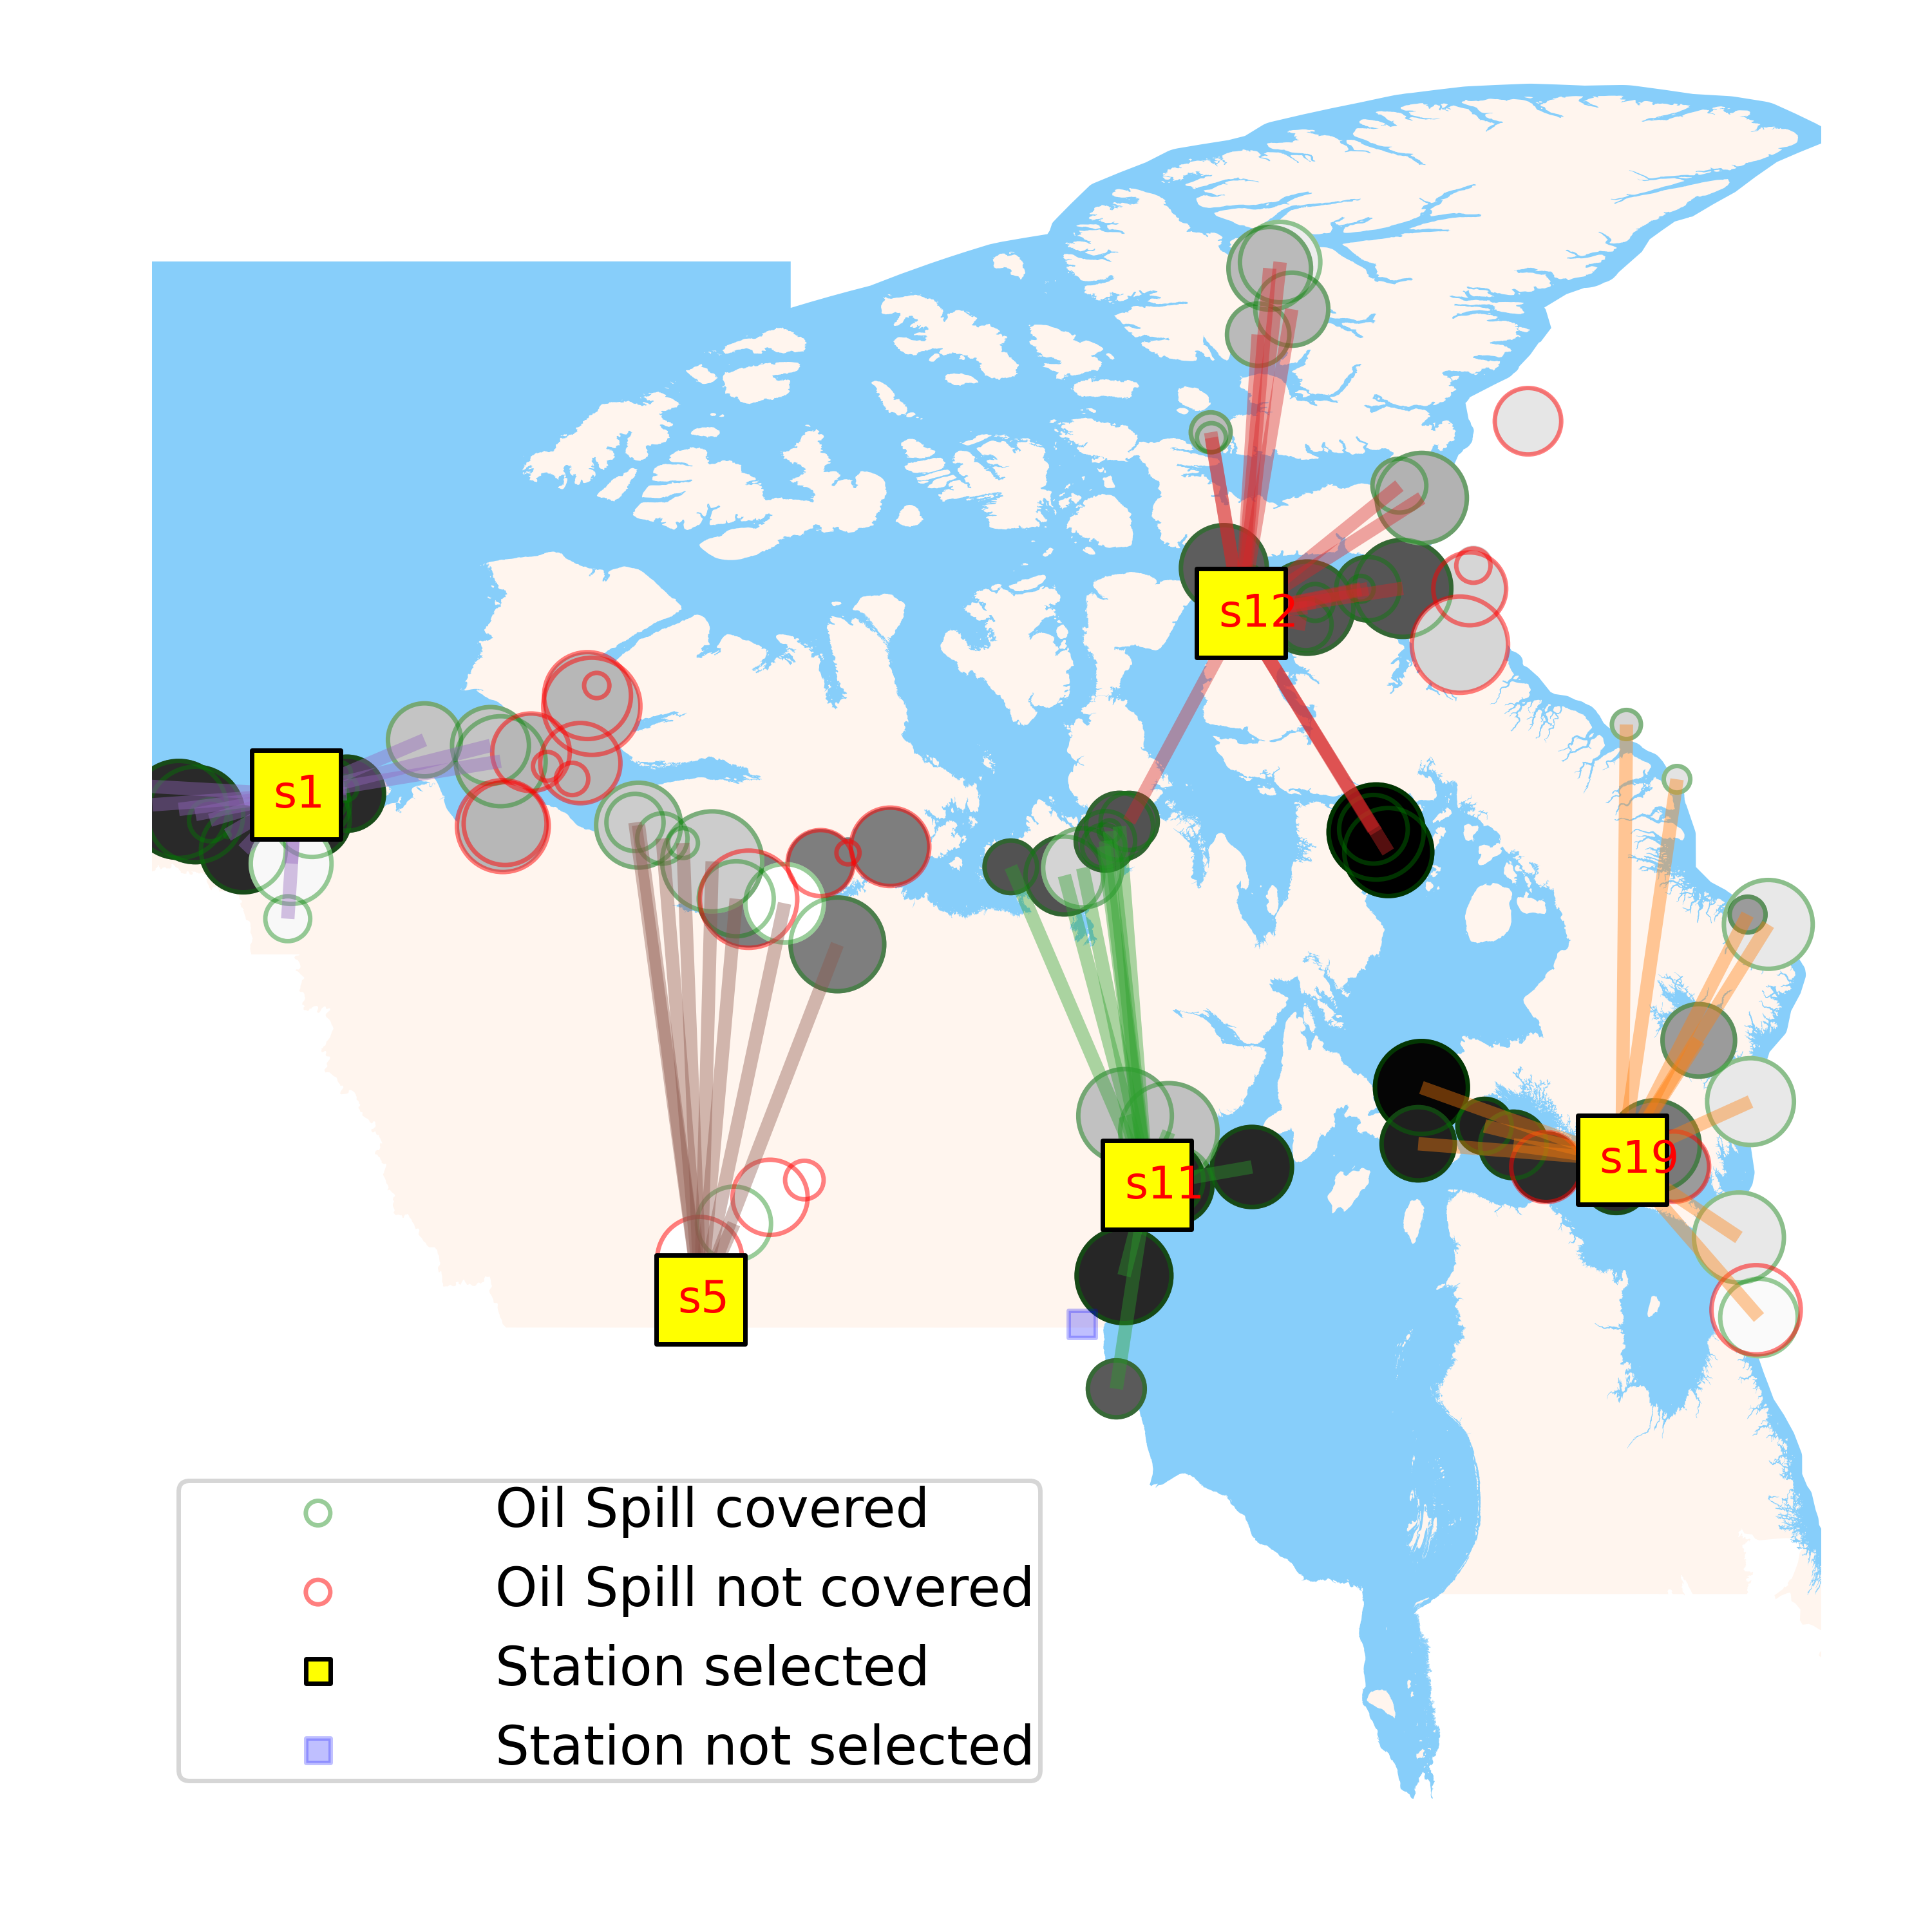 s12
s1
s19
s11
s5
Oil Spill covered
Oil Spill not covered
Station selected
Station not selected